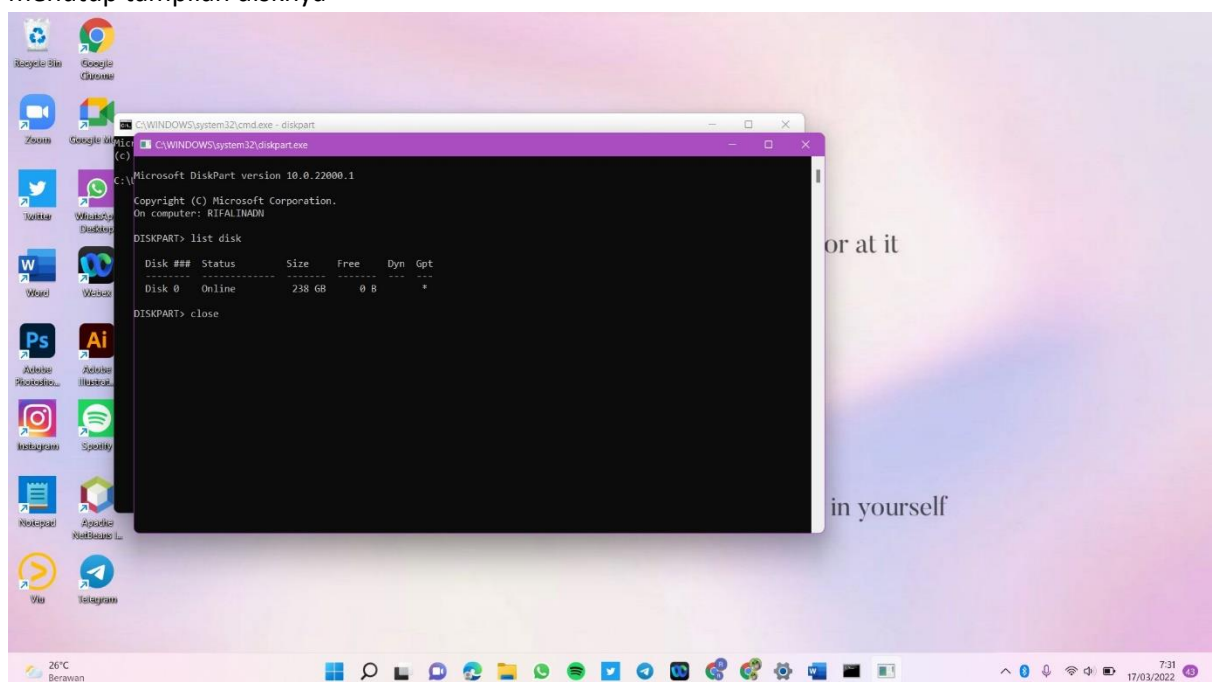 menutup tampilan disknya
Recycle Bin
Google
Chrome
Zoom
Google M
Twitter
WhatsApp
Desktop
Word
Webex
Adobe
Photosho...
Adobe
Illustrat...
Instagram
Spotify
Notepad
Apache
NetBeans I...
Viu
Telegram
C:\WINDOWS\system32\cmd.exe - diskpart
Micr
(c)
C:\U
C:\WINDOWS\system32\diskpart.exe
Microsoft DiskPart version 10.0.22000.1
Copyright (C) Microsoft Corporation.
On computer: RIFALINADN
DISKPART> list disk
Disk ### Status Size Free Dyn Gpt
-------- ------------- ------- ------- --- ---
Disk 0 Online 238 GB 0 B *
DISKPART> close
or at it
in yourself
26°C
Berawan
7:31
17/03/2022
43